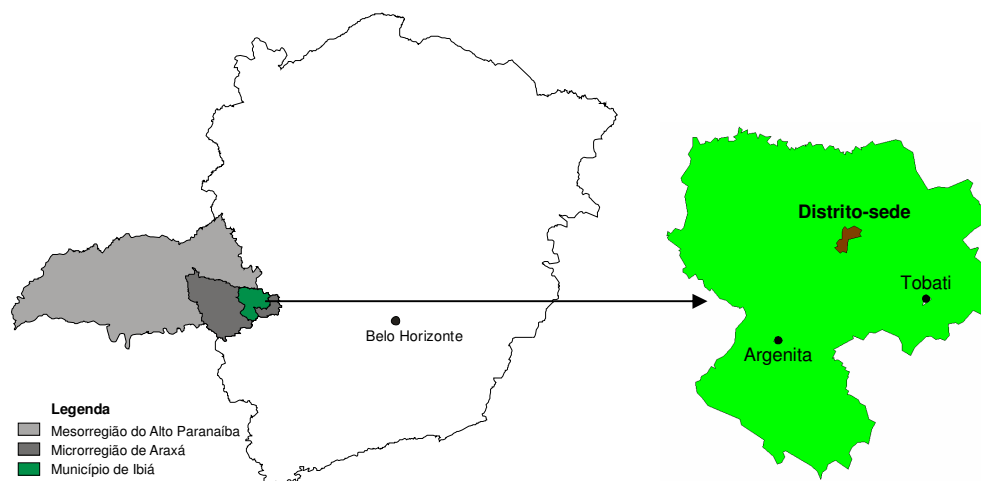 Distrito-sede
Tobati
Argenita
Belo Horizonte
Legenda
Mesorregião do Alto Paranaíba
Microrregião de Araxá
Município de Ibiá